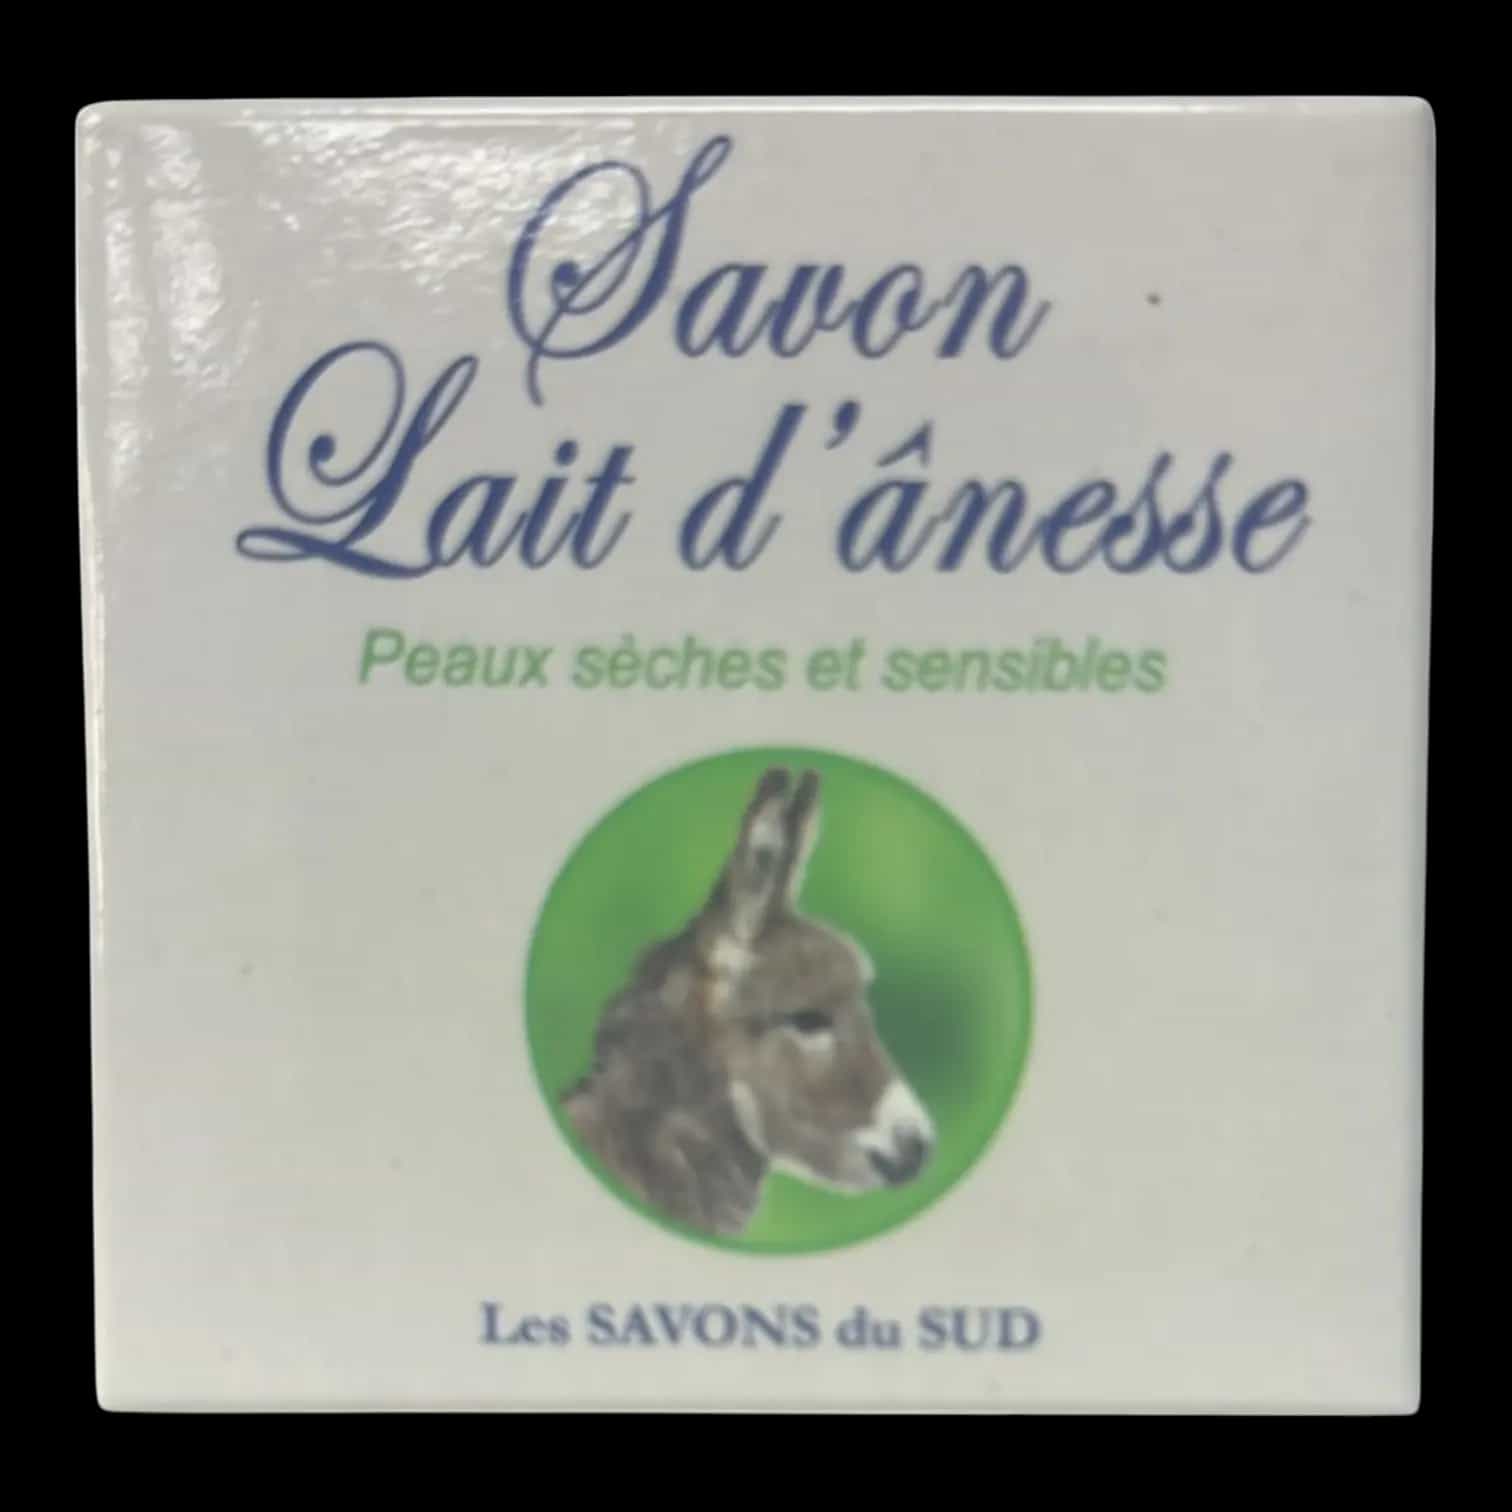 Savon
Lait d'ânesse
Peaux sèches et sensibles
Les SAVONS du SUD